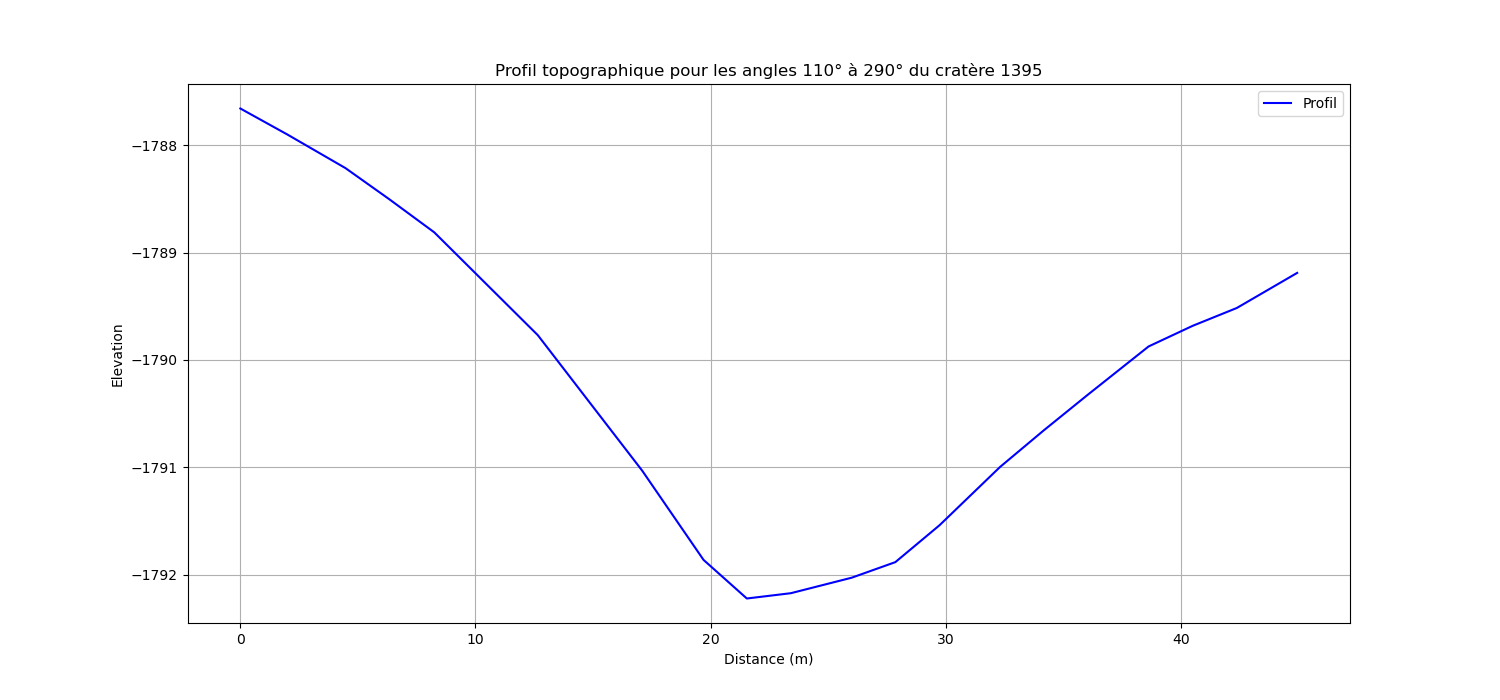 Profil topographique pour les angles 110° à 290° du cratère 1395
Profil
−1788
−1789
−1790
−1791
−1792
Elevation
0 10 20 30 40
Distance (m)